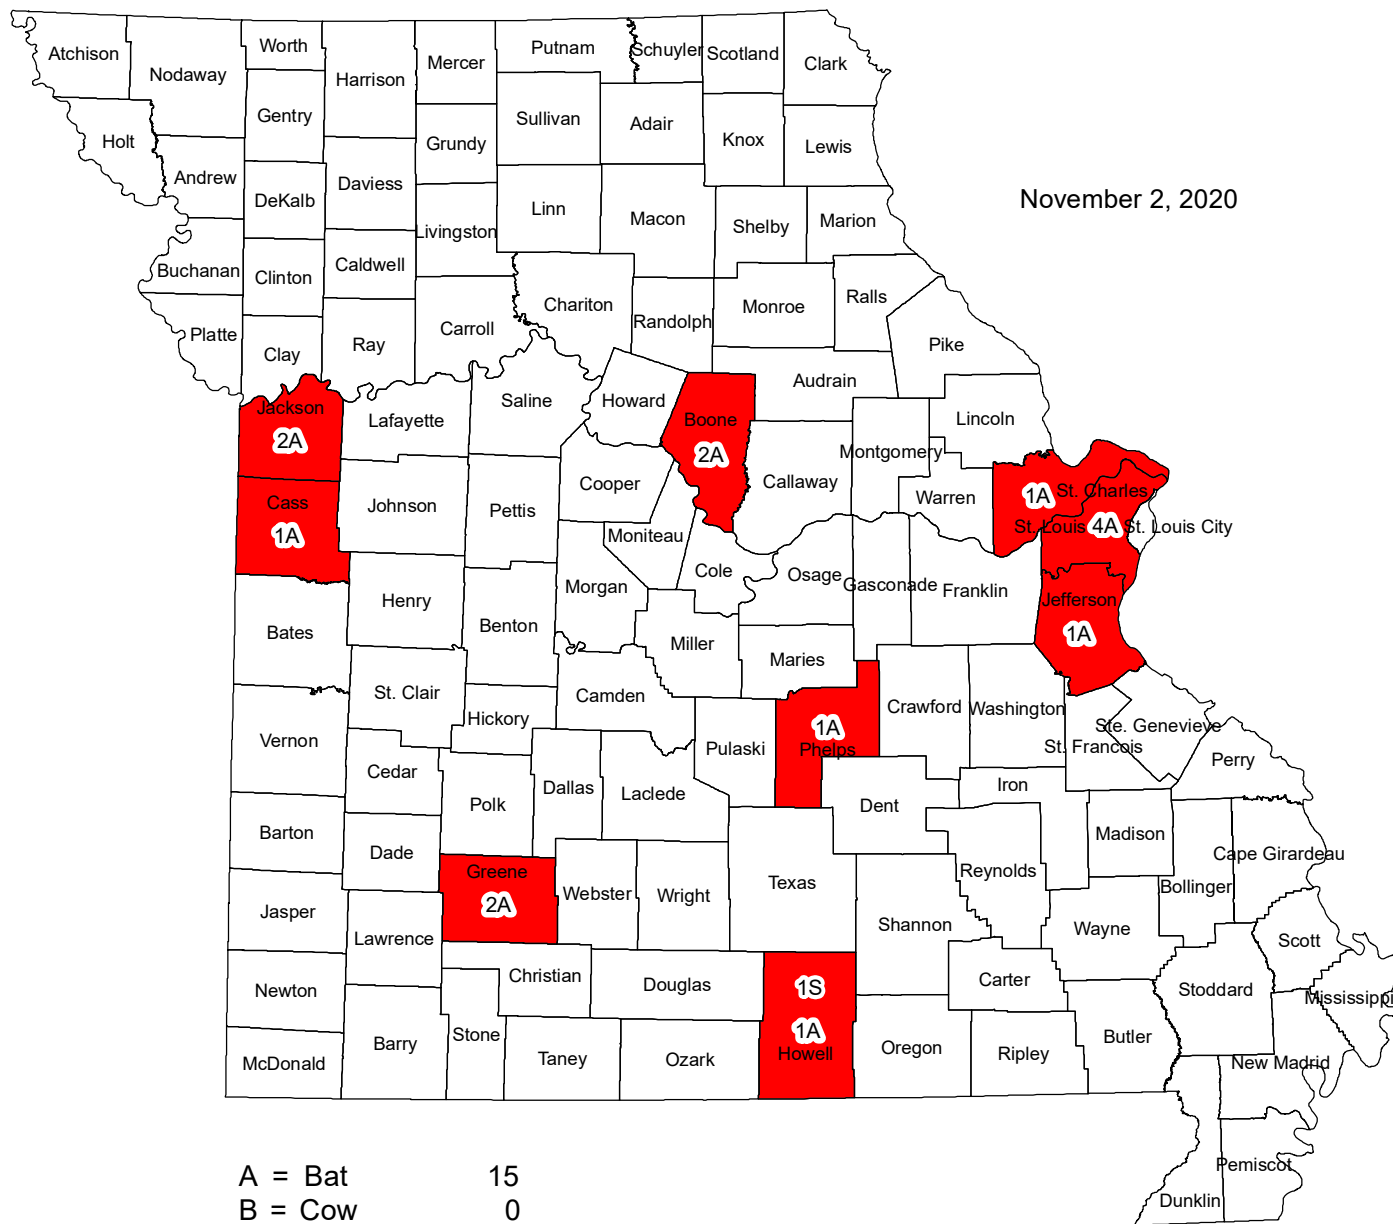 Atchison
Nodaway
Worth
Harrison
Mercer
Putnam
Schuyler
Scotland
Clark
Holt
Gentry
Grundy
Sullivan
Adair
Knox
Lewis
Andrew
DeKalb
Daviess
Livingston
Linn
Macon
Shelby
Marion
November 2, 2020
Buchanan
Clinton
Caldwell
Chariton
Randolph
Monroe
Ralls
Platte
Clay
Ray
Carroll
Pike
Jackson
2A
Lafayette
Saline
Howard
Boone
2A
Audrain
Lincoln
Cass
1A
Johnson
Pettis
Cooper
Callaway
Montgomery
Warren
1A
St. Charles
St. Louis
4A
St. Louis City
Moniteau
Cole
Osage
Gasconade
Franklin
Jefferson
1A
Bates
Henry
Benton
Morgan
Miller
Maries
St. Clair
Hickory
Camden
Pulaski
1A
Phelps
Crawford
Washington
St. Francois
Ste. Genevieve
Perry
Vernon
Cedar
Polk
Dallas
Laclede
Dent
Iron
Madison
Barton
Dade
Greene
2A
Webster
Wright
Texas
Reynolds
Bollinger
Cape Girardeau
Jasper
Lawrence
Christian
Douglas
Shannon
Wayne
Scott
Newton
Barry
Stone
Taney
Ozark
1S
1A
Howell
Oregon
Carter
Ripley
Butler
Stoddard
Mississippi
New Madrid
McDonald
Pemiscot
Dunklin
A = Bat 15
B = Cow 0